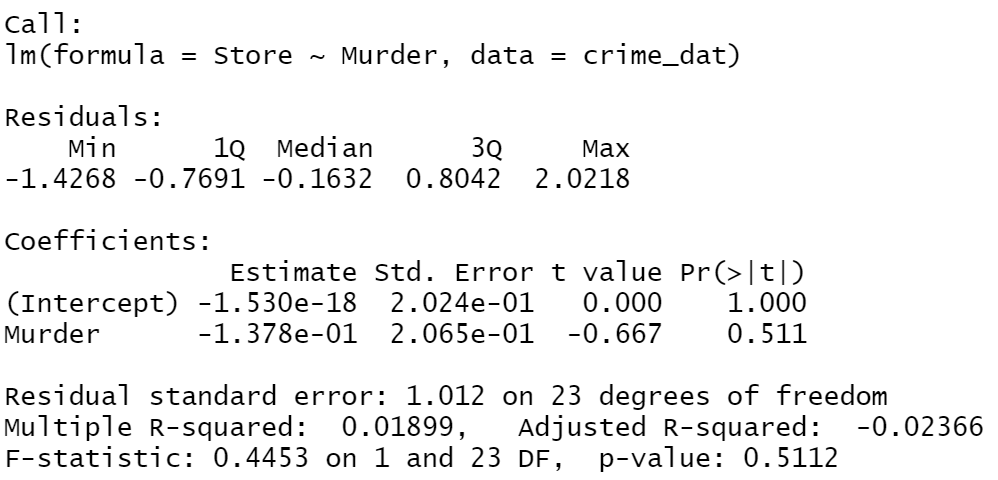 Call:
lm(formula = Store ~ Murder, data = crime_dat)
Residuals:
Min 1Q Median 3Q Max
-1.4268 -0.7691 -0.1632 0.8042 2.0218
Coefficients:
Estimate Std. Error t value Pr(>|t|)
(Intercept) -1.530e-18 2.024e-01 0.000 1.000
Murder -1.378e-01 2.065e-01 -0.667 0.511
Residual standard error: 1.012 on 23 degrees of freedom
Multiple R-squared: 0.01899, Adjusted R-squared: -0.02366
F-statistic: 0.4453 on 1 and 23 DF, p-value: 0.5112